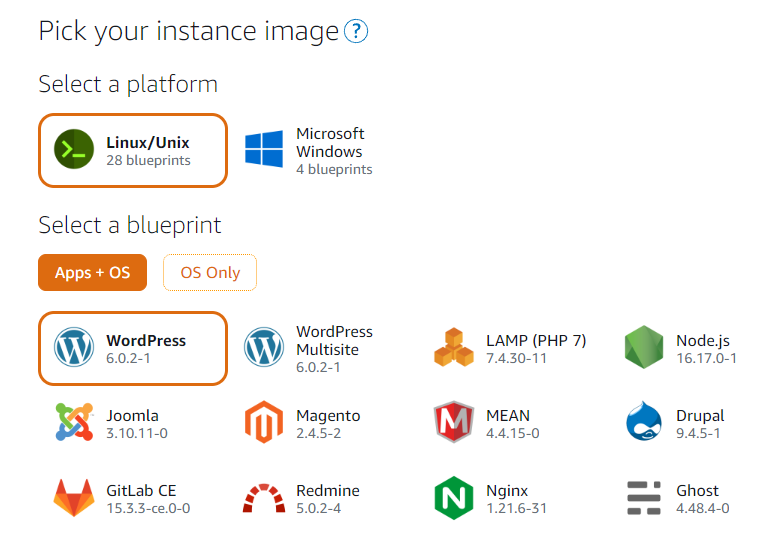 Pick your instance image ?
Select a platform
Linux/Unix
28 blueprints
Microsoft
Windows
4 blueprints
Select a blueprint
Apps + OS
OS Only
WordPress
6.0.2-1
WordPress
Multisite
6.0.2-1
LAMP (PHP 7)
7.4.30-11
Node.js
16.17.0-1
Joomla
3.10.11-0
Magento
2.4.5-2
MEAN
4.4.15-0
Drupal
9.4.5-1
GitLab CE
15.3.3-ce.0-0
Redmine
5.0.2-4
Nginx
1.21.6-31
Ghost
4.48.4-0